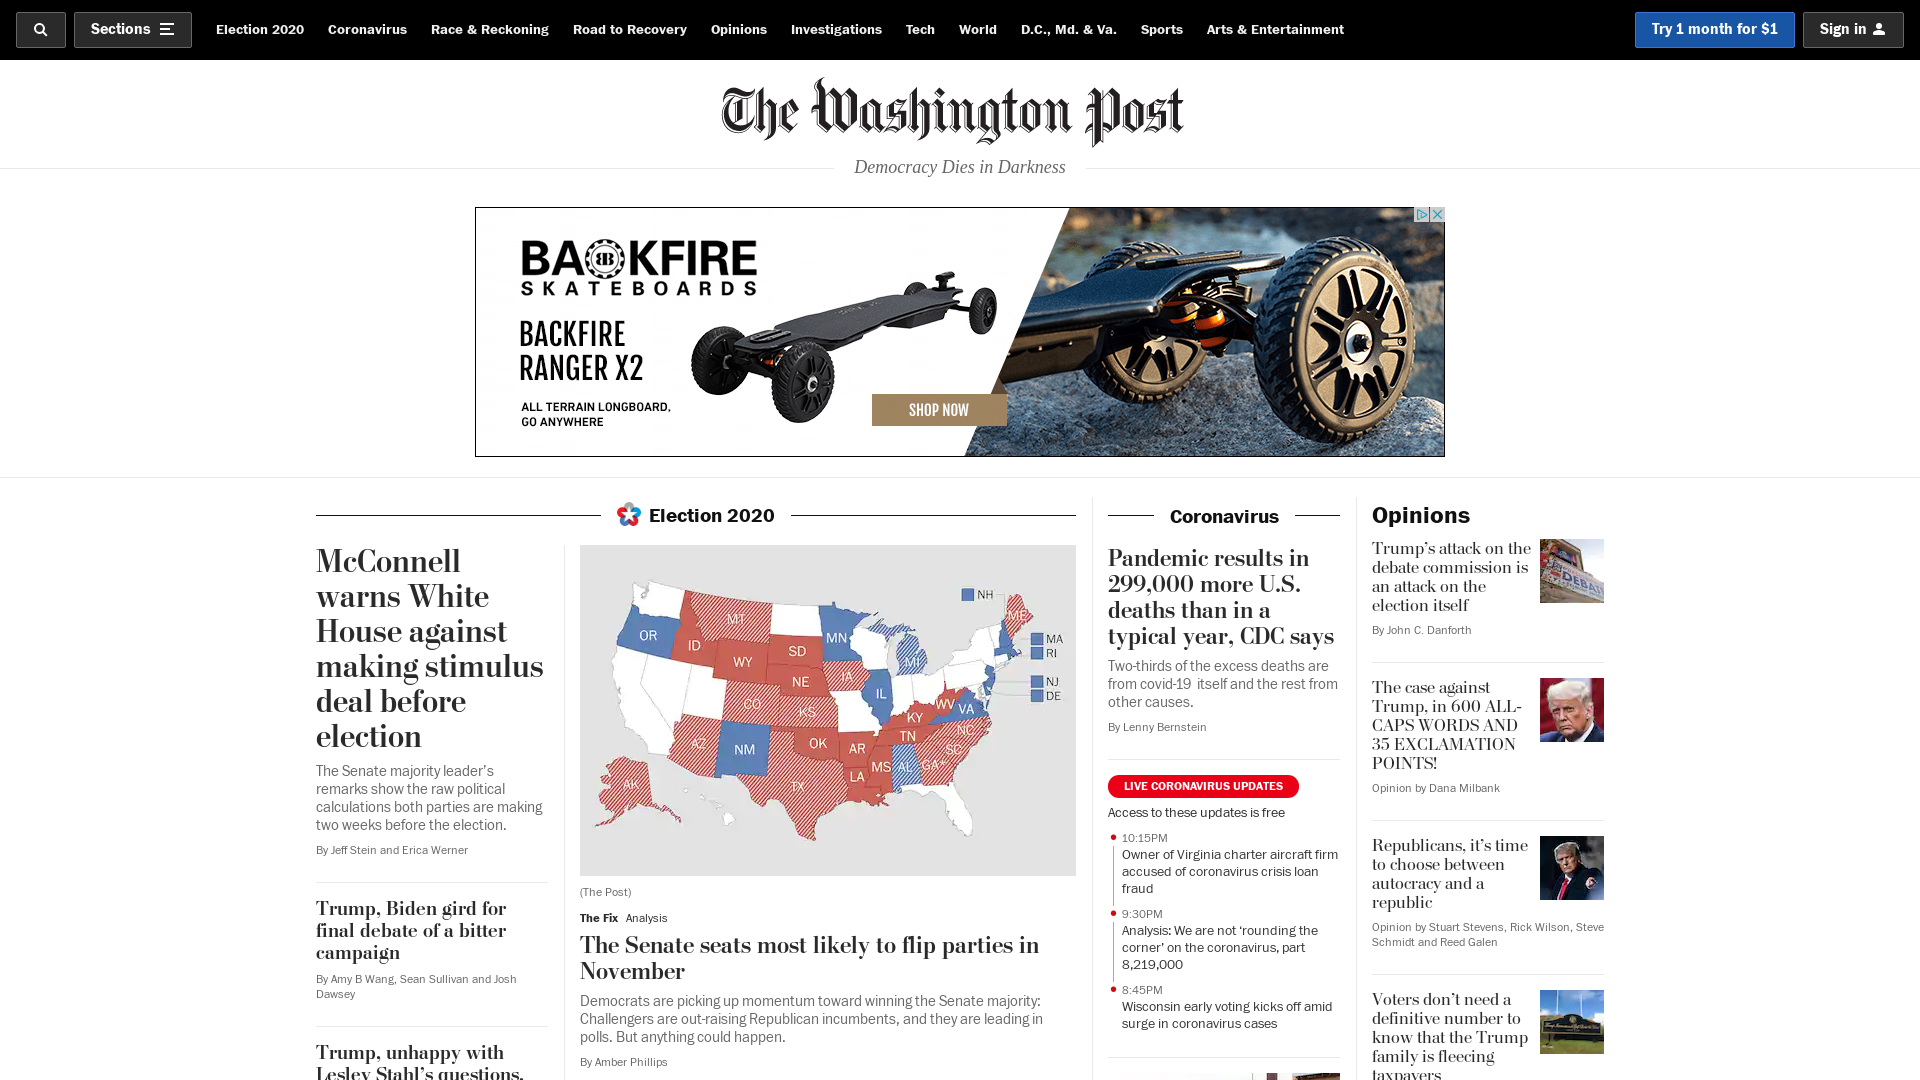 Sections
Election 2020
Coronavirus
Race & Reckoning
Road to Recovery
Opinions
Investigations
Tech
World
D.C., Md. & Va.
Sports
Arts & Entertainment
Try 1 month for $1
Sign in
The Washington Post
Democracy Dies in Darkness
BACKFIRE
SKATEBOARDS
BACKFIRE
RANGER X2
ALL TERRAIN LONGBOARD,
GO ANYWHERE
SHOP NOW
Election 2020
McConnell
warns White
House against
making stimulus
deal before
election
The Senate majority leader’s
remarks show the raw political
calculations both parties are making
two weeks before the election.
By Jeff Stein and Erica Werner
Trump, Biden gird for
final debate of a bitter
campaign
By Amy B Wang, Sean Sullivan and Josh
Dawsey
Trump, unhappy with
Lesley Stahl’s questions,
NH
ME
MT
OR
MN
ID
MA
SD
RI
WY
MI
IA
NE
NJ
IL
DE
CO
WV
VA
KS
KY
NC
TN
AZ
NM
OK
AR
SC
MS
AL
GA*
LA
AK
TX
(The Post)
The Fix Analysis
The Senate seats most likely to flip parties in
November
Democrats are picking up momentum toward winning the Senate majority:
Challengers are out-raising Republican incumbents, and they are leading in
polls. But anything could happen.
By Amber Phillips
Coronavirus
Pandemic results in
299,000 more U.S.
deaths than in a
typical year, CDC says
Two-thirds of the excess deaths are
from covid-19 itself and the rest from
other causes.
By Lenny Bernstein
LIVE CORONAVIRUS UPDATES
Access to these updates is free
10:15PM
Owner of Virginia charter aircraft firm
accused of coronavirus crisis loan
fraud
9:30PM
Analysis: We are not ‘rounding the
corner’ on the coronavirus, part
8,219,000
8:45PM
Wisconsin early voting kicks off amid
surge in coronavirus cases
Opinions
Trump’s attack on the
debate commission is
an attack on the
election itself
By John C. Danforth
DEBATE
The case against
Trump, in 600 ALL-
CAPS WORDS AND
35 EXCLAMATION
POINTS!
Opinion by Dana Milbank
Republicans, it’s time
to choose between
autocracy and a
republic
Opinion by Stuart Stevens, Rick Wilson, Steve
Schmidt and Reed Galen
Voters don’t need a
definitive number to
know that the Trump
family is fleecing
taxpayers